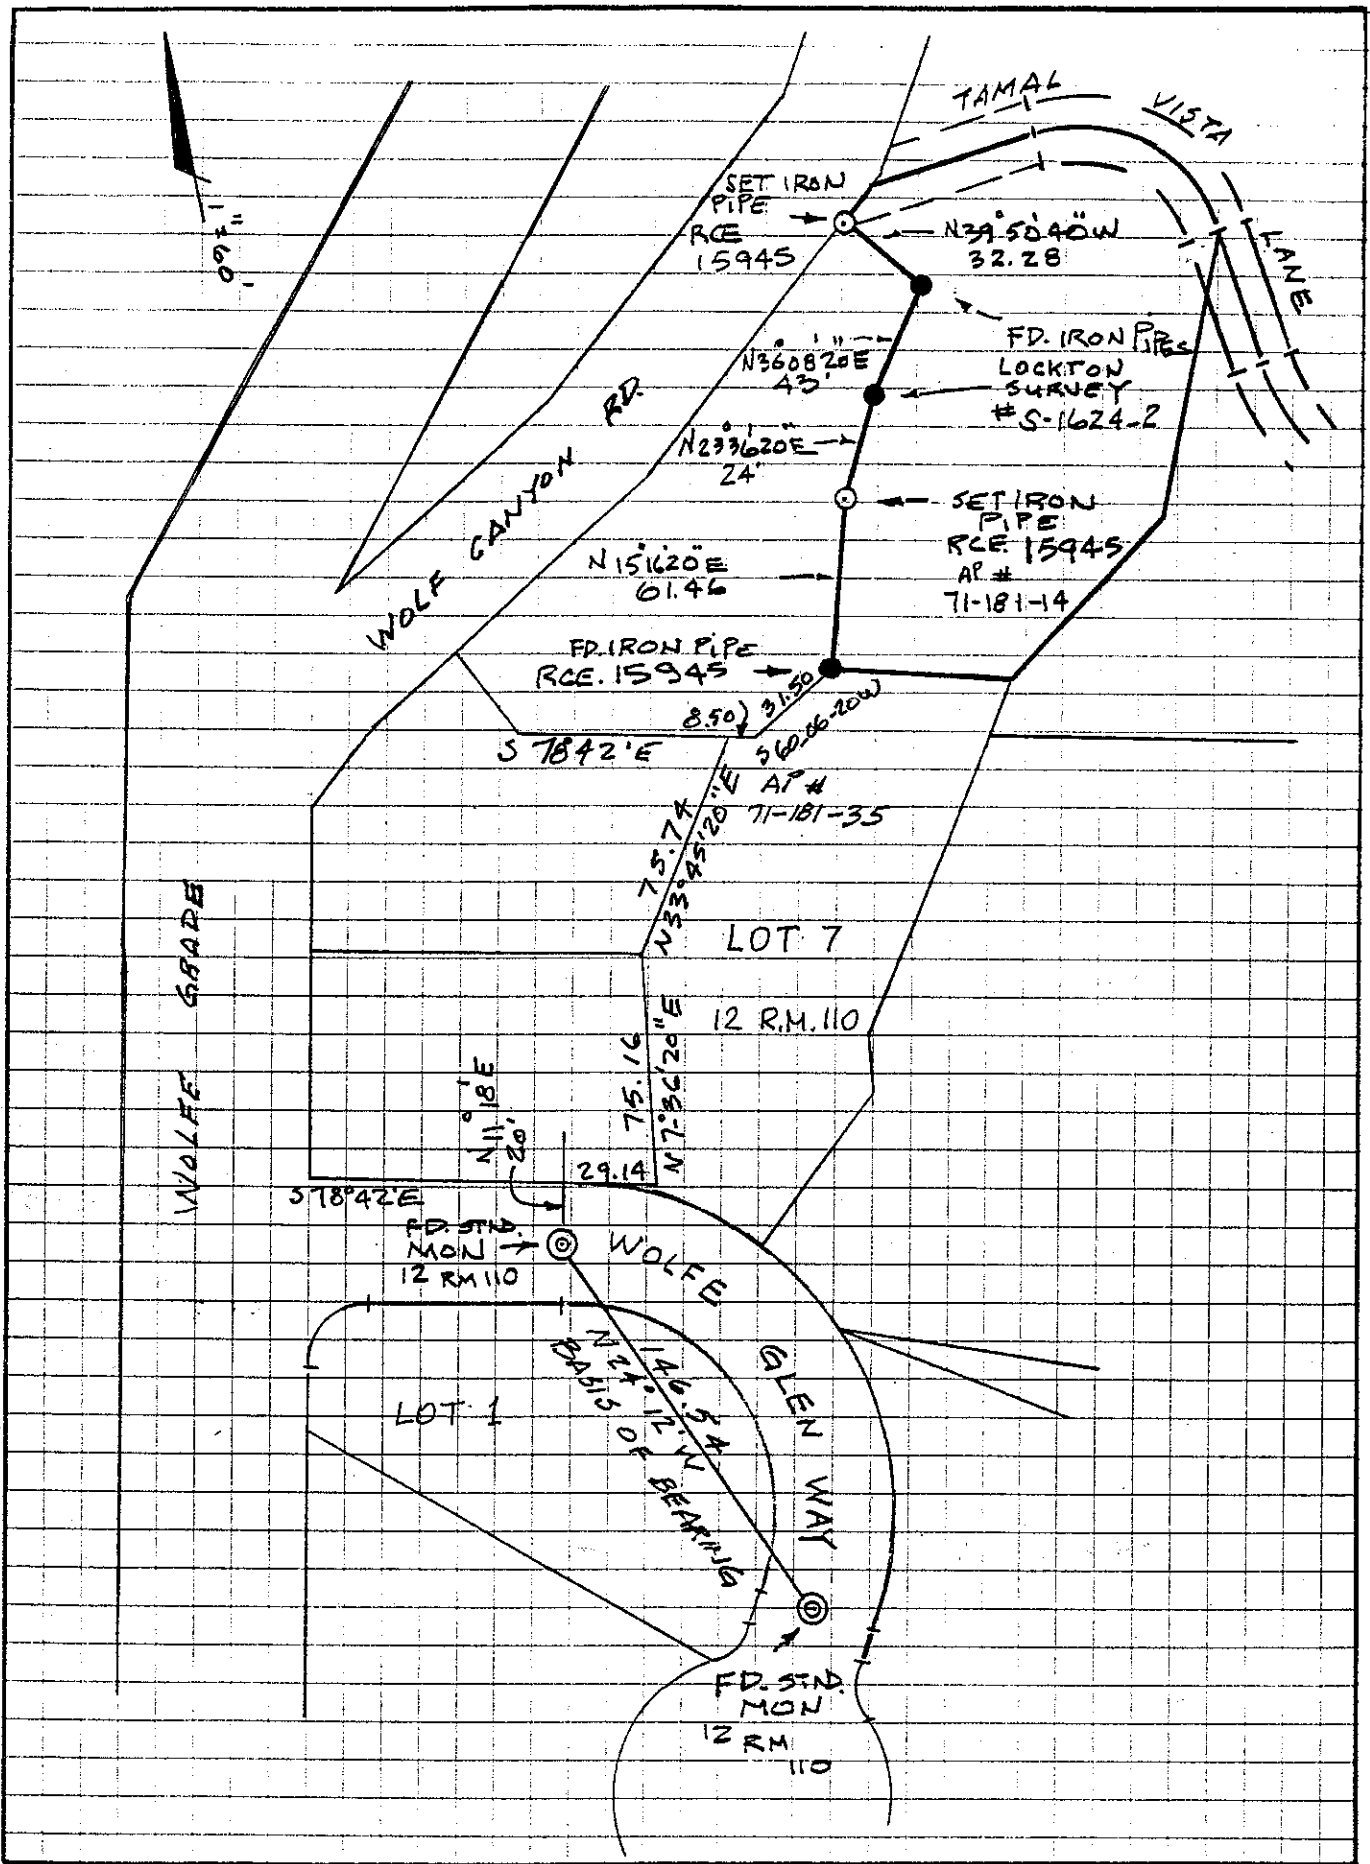 TAMAL
VISTA
LANE
1"=60'
SET IRON
PIPE
RCE
15945
N39°50'40"W
32.28
FD. IRON PIPES
LOCKTON
SURVEY
# S-1624-2
N36°08'20"E
43'
RD.
N23°36'20"E
24'
CANYON
WOLF
SET IRON
PIPE
RCE. 15945
AP #
71-181-14
N15°16'20"E
61.46
FD. IRON PIPE
RCE. 15945
31.50
8.50
S60-06-20W
S 78°42'E
AP #
71-181-35
75.74
N33°45'20"E
LOT 7
12 R.M. 110
WOLFE GRADE
75.16
N7°36'20"E
N11°18'E
20'
29.14
S78°42'E
FD. STND.
MON
12 RM 110
WOLFE
GLEN
WAY
146.54
N24°12'W
BASIS OF BEARING
LOT 1
FD. STND.
MON
12 RM
110